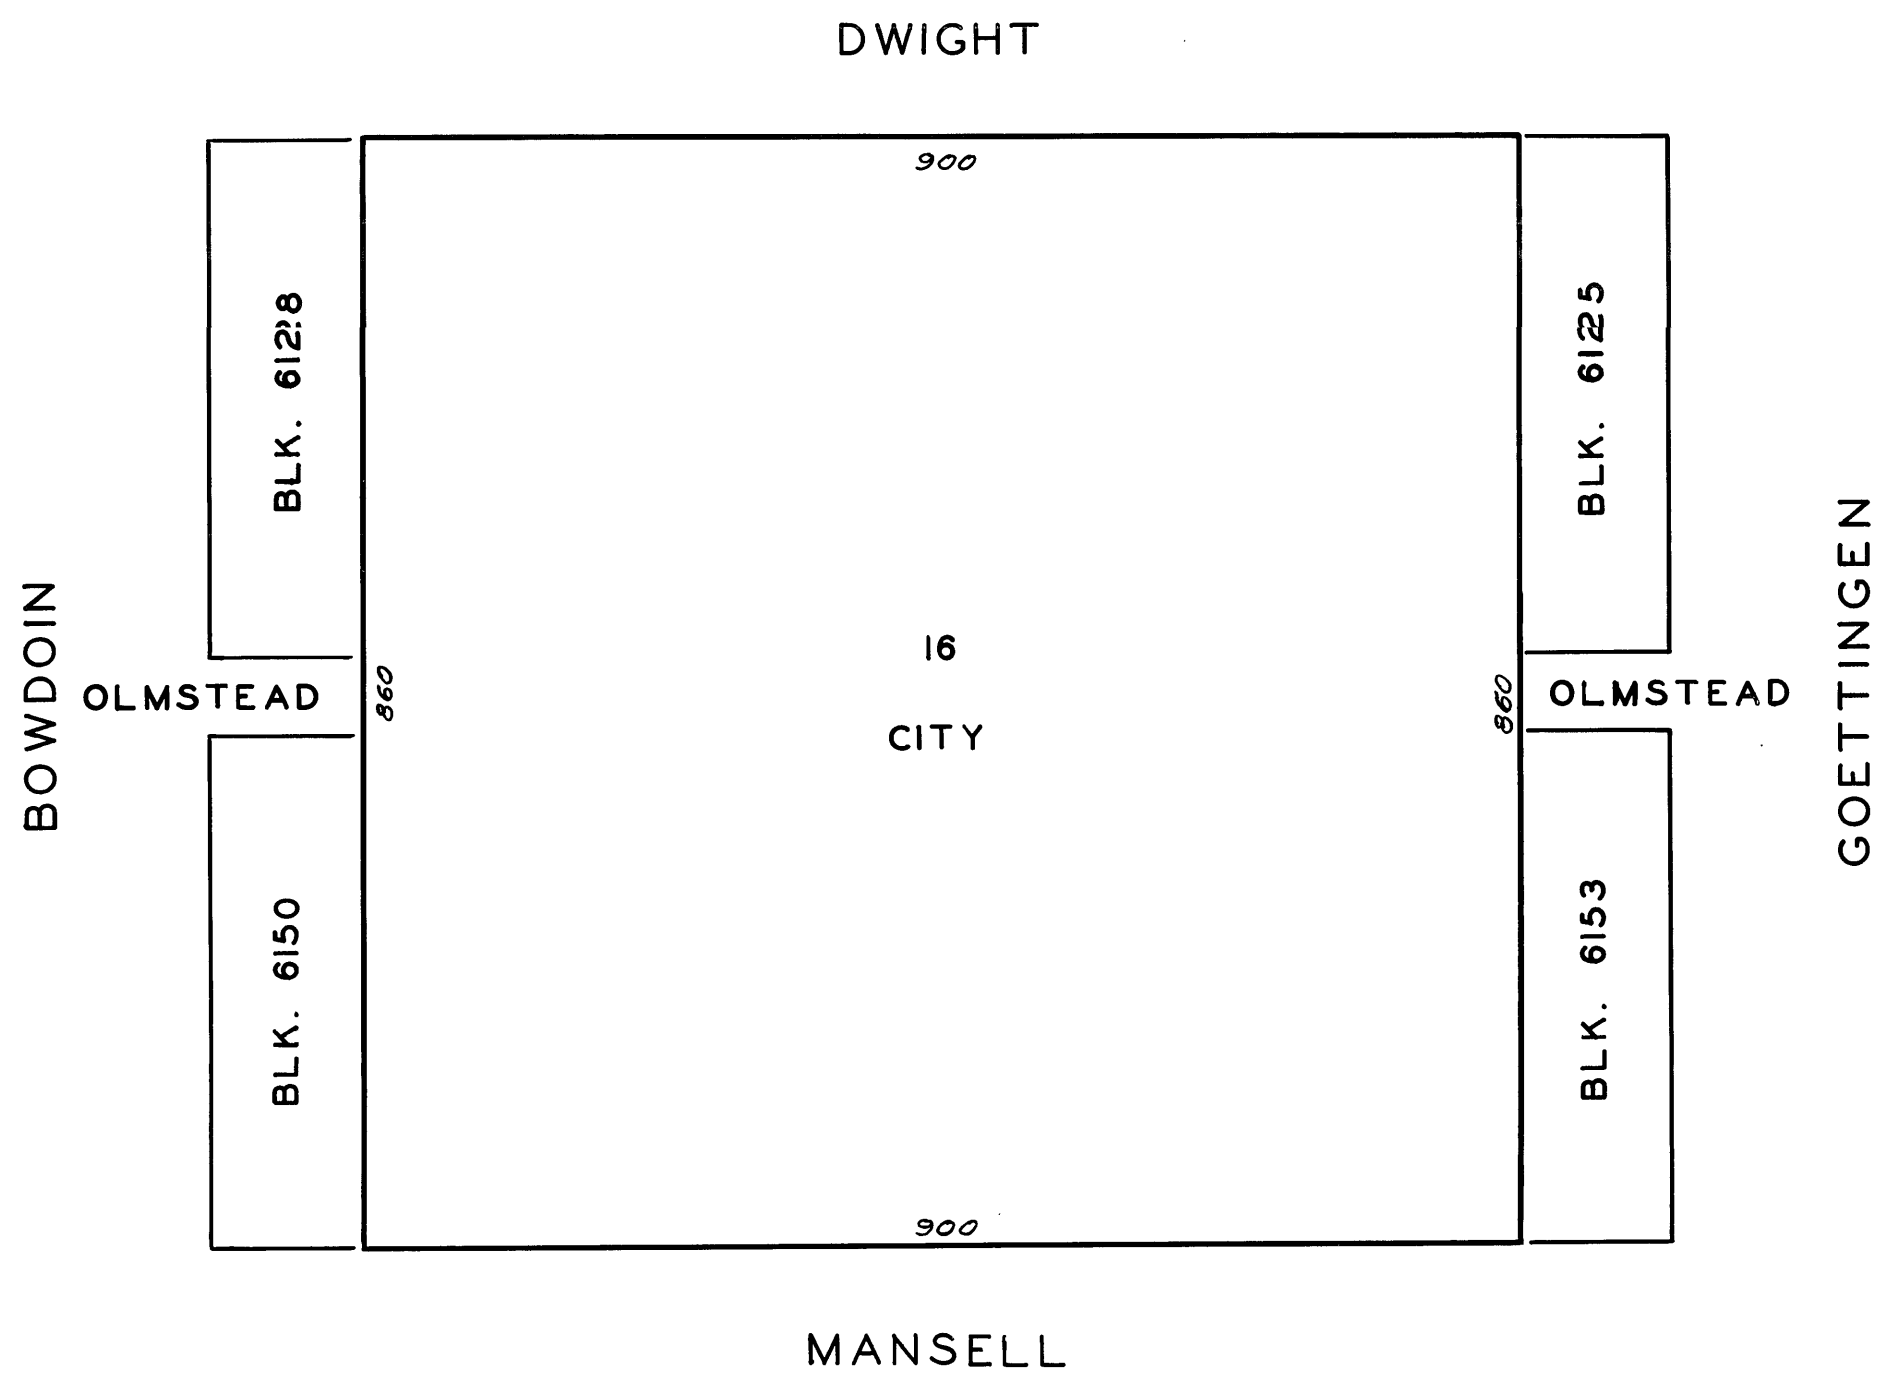 DWIGHT
900
BLK. 6128
BLK. 6125
BOWDOIN
GOETTINGEN
16
OLMSTEAD
860
CITY
860
OLMSTEAD
BLK. 6150
BLK. 6153
900
MANSELL